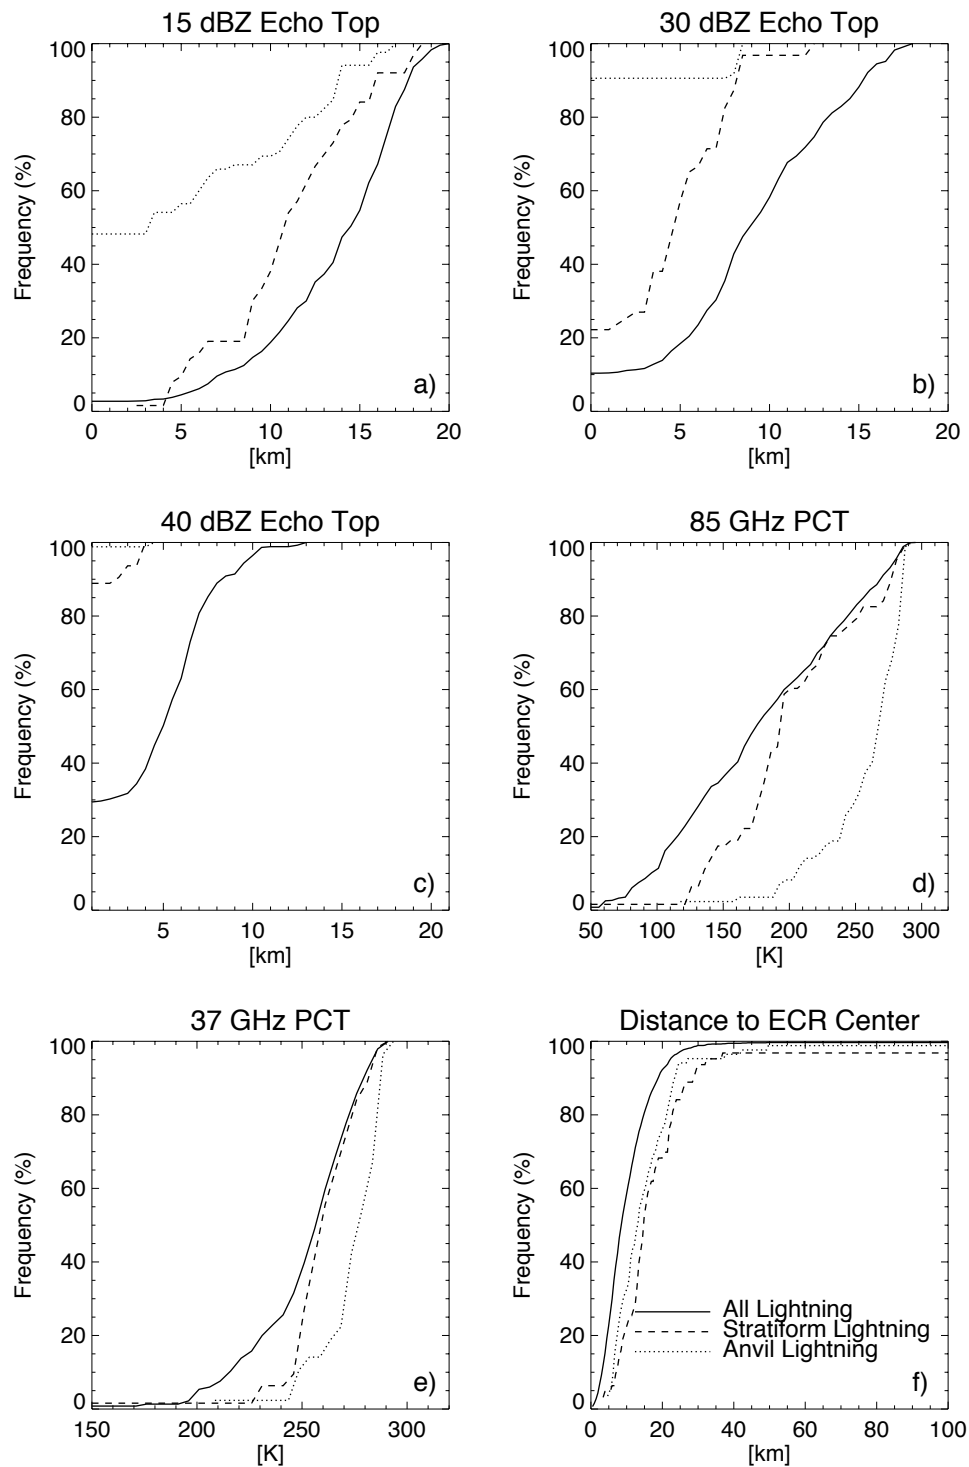 15 dBZ Echo Top
Frequency (%)
100
80
60
40
20
0
a)
0 5 10 15 20
[km]
30 dBZ Echo Top
Frequency (%)
100
80
60
40
20
0
b)
0 5 10 15 20
[km]
40 dBZ Echo Top
Frequency (%)
100
80
60
40
20
0
c)
5 10 15 20
[km]
85 GHz PCT
Frequency (%)
100
80
60
40
20
0
d)
50 100 150 200 250 300
[K]
37 GHz PCT
Frequency (%)
100
80
60
40
20
0
e)
150 200 250 300
[K]
Distance to ECR Center
Frequency (%)
100
80
60
40
20
0
All Lightning
Stratiform Lightning
Anvil Lightning
f)
0 20 40 60 80 100
[km]